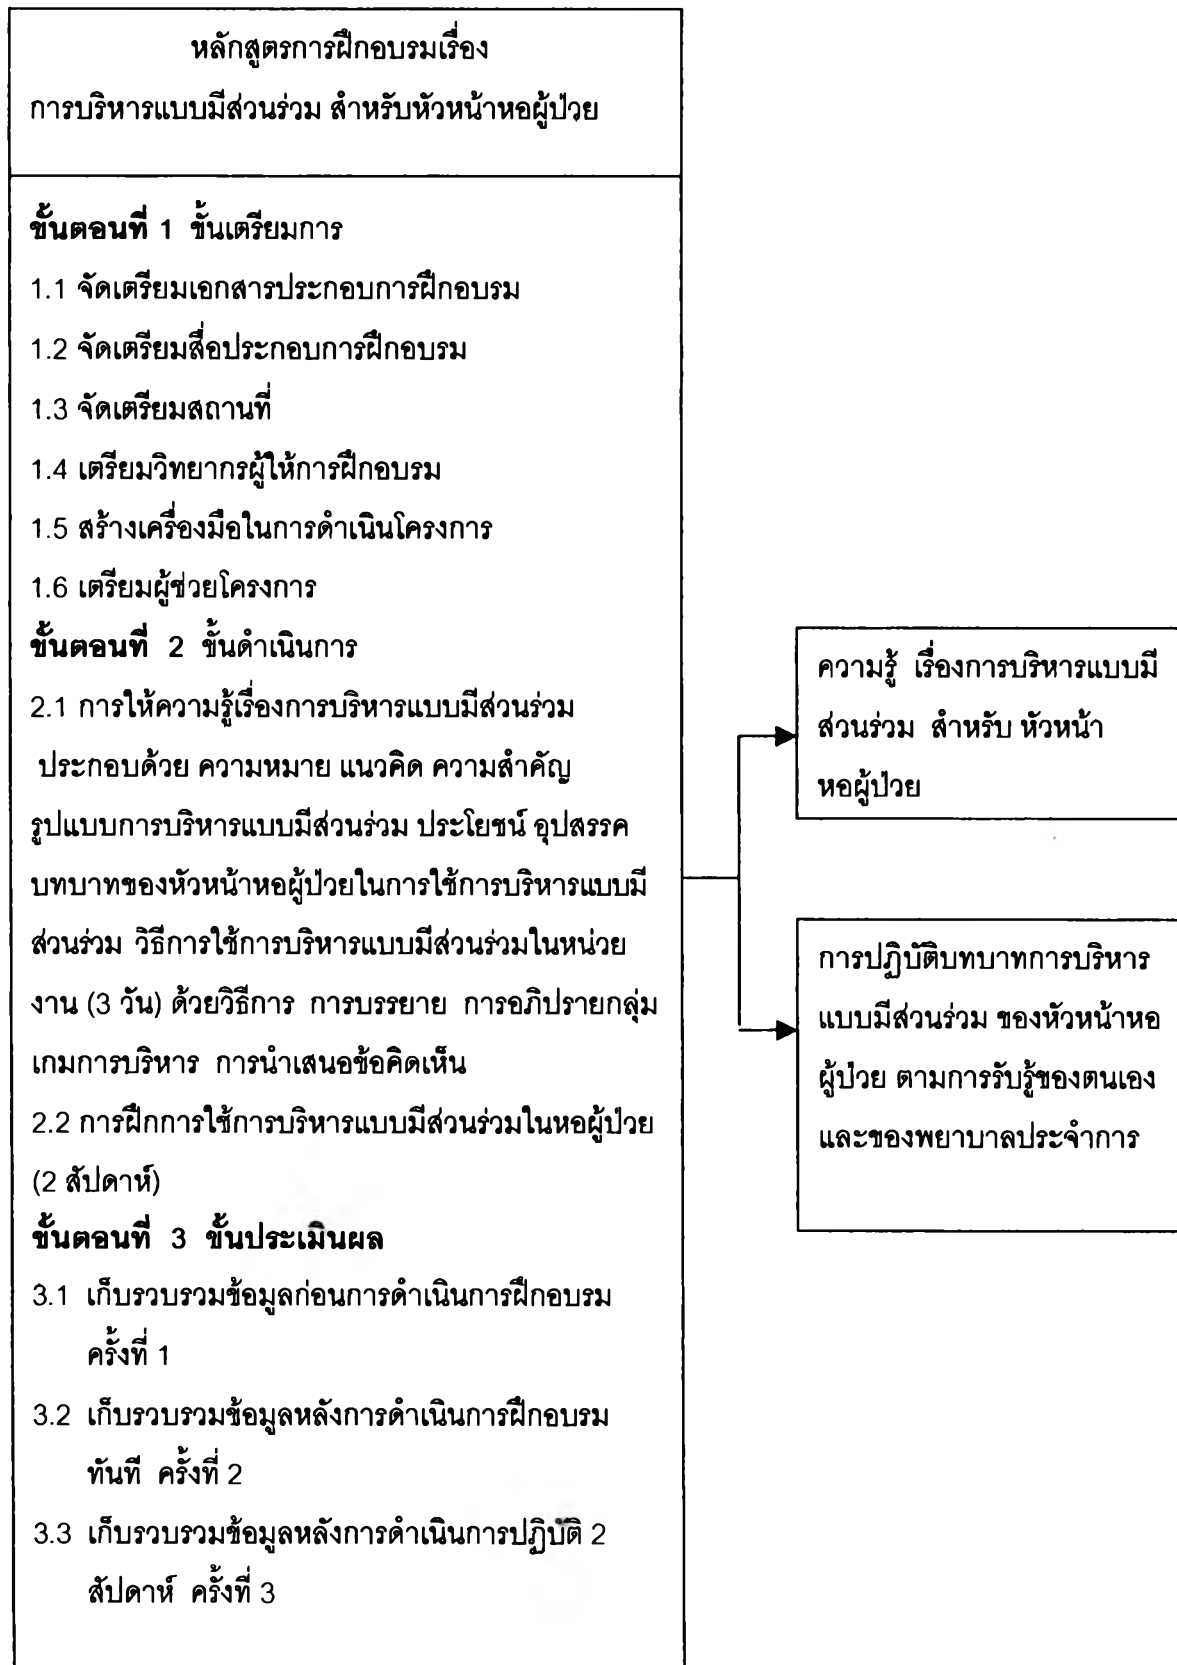 หลักสูตรการฝึกอบรมเรื่อง
การบริหารแบบมีส่วนร่วม สำหรับหัวหน้าหอผู้ป่วย
ขั้นตอนที่ 1 ขั้นเตรียมการ
1.1 จัดเตรียมเอกสารประกอบการฝึกอบรม
1.2 จัดเตรียมสื่อประกอบการฝึกอบรม
1.3 จัดเตรียมสถานที่
1.4 เตรียมวิทยากรผู้ให้การฝึกอบรม
1.5 สร้างเครื่องมือในการดำเนินโครงการ
1.6 เตรียมผู้ช่วยโครงการ
ขั้นตอนที่ 2 ขั้นดำเนินการ
2.1 การให้ความรู้เรื่องการบริหารแบบมีส่วนร่วม
ประกอบด้วย ความหมาย แนวคิด ความสำคัญ
รูปแบบการบริหารแบบมีส่วนร่วม ประโยชน์ อุปสรรค
บทบาทของหัวหน้าหอผู้ป่วยในการใช้การบริหารแบบมี
ส่วนร่วม วิธีการใช้การบริหารแบบมีส่วนร่วมในหน่วย
งาน (3 วัน) ด้วยวิธีการ การบรรยาย การอภิปรายกลุ่ม
เกมการบริหาร การนำเสนอข้อคิดเห็น
2.2 การฝึกการใช้การบริหารแบบมีส่วนร่วมในหอผู้ป่วย
(2 สัปดาห์)
ขั้นตอนที่ 3 ขั้นประเมินผล
3.1 เก็บรวบรวมข้อมูลก่อนการดำเนินการฝึกอบรม
ครั้งที่ 1
3.2 เก็บรวบรวมข้อมูลหลังการดำเนินการฝึกอบรม
ทันที ครั้งที่ 2
3.3 เก็บรวบรวมข้อมูลหลังการดำเนินการปฏิบัติ 2
สัปดาห์ ครั้งที่ 3
ความรู้ เรื่องการบริหารแบบมี
ส่วนร่วม สำหรับ หัวหน้า
หอผู้ป่วย
การปฏิบัติบทบาทการบริหาร
แบบมีส่วนร่วม ของหัวหน้าหอ
ผู้ป่วย ตามการรับรู้ของตนเอง
และของพยาบาลประจำการ